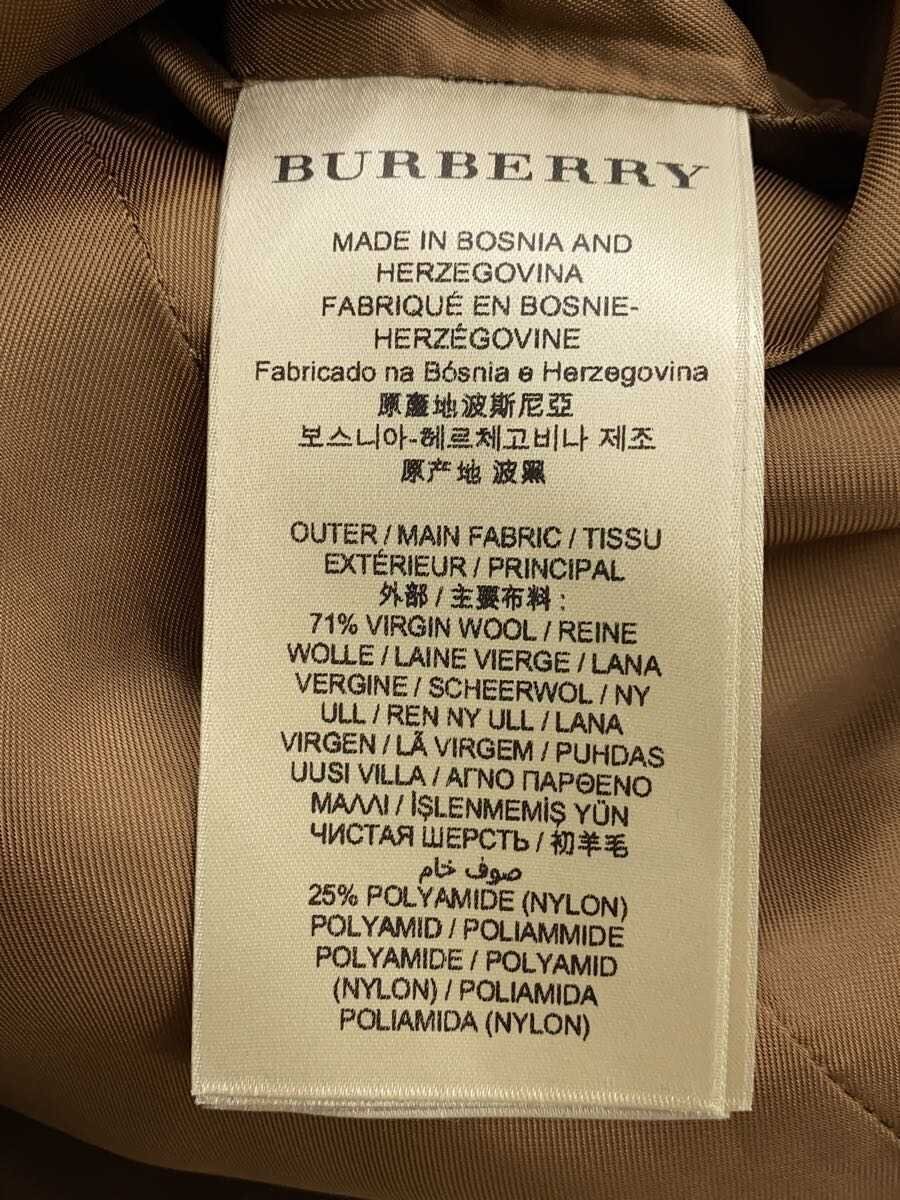 BURBERRY
MADE IN BOSNIA AND
HERZEGOVINA
FABRIQUÉ EN BOSNIE-
HERZÉGOVINE
Fabricado na Bósnia e Herzegovina
原產地波斯尼亞
보스니아-헤르체고비나 제조
原产地 波黑
OUTER / MAIN FABRIC / TISSU
EXTÉRIEUR / PRINCIPAL
外部 / 主要布料 :
71% VIRGIN WOOL / REINE
WOLLE / LAINE VIERGE / LANA
VERGINE / SCHEERWOL / NY
ULL / REN NY ULL / LANA
VIRGEN / LÃ VIRGEM / PUHDAS
UUSI VILLA / ΑΓΝΟ ΠΑΡΘΕΝΟ
ΜΑΛΛΙ / İŞLENMEMİŞ YÜN
ЧИСТАЯ ШЕРСТЬ / 初羊毛
صوف خام
25% POLYAMIDE (NYLON)
POLYAMID / POLIAMMIDE
POLYAMIDE / POLYAMID
(NYLON) / POLIAMIDA
POLIAMIDA (NYLON)